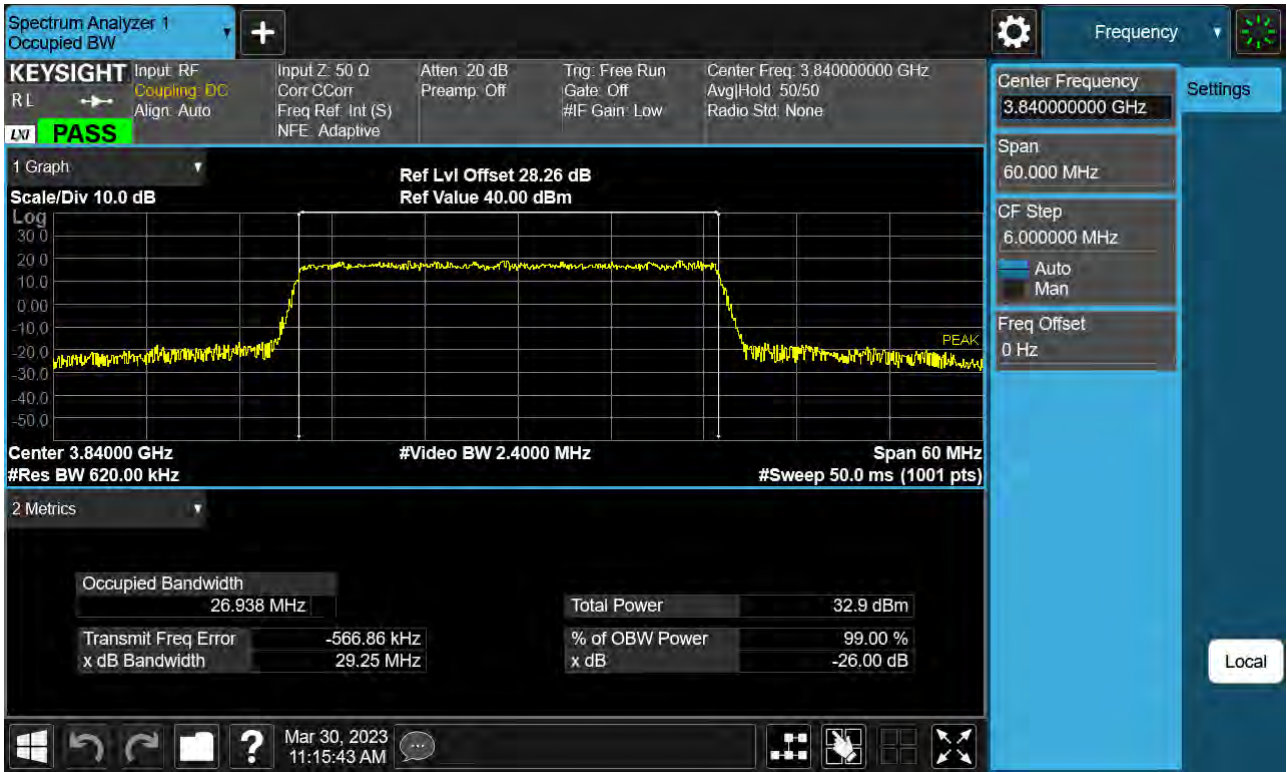 Spectrum Analyzer 1
Occupied BW
Frequency
KEYSIGHT
RL
LXI
PASS
Input: RF
Coupling: DC
Align: Auto
Input Z: 50 Ω
Corr CCorr
Freq Ref: Int (S)
NFE: Adaptive
Atten: 20 dB
Preamp: Off
Trig: Free Run
Gate: Off
#IF Gain: Low
Center Freq: 3.840000000 GHz
Avg|Hold: 50/50
Radio Std: None
Center Frequency
3.840000000 GHz
Settings
Span
60.000 MHz
CF Step
6.000000 MHz
Auto
Man
Freq Offset
0 Hz
Local
1 Graph
Scale/Div 10.0 dB
Ref Lvl Offset 28.26 dB
Ref Value 40.00 dBm
Log
30.0
20.0
10.0
0.00
-10.0
-20.0
-30.0
-40.0
-50.0
PEAK
Center 3.84000 GHz
#Video BW 2.4000 MHz
Span 60 MHz
#Res BW 620.00 kHz
#Sweep 50.0 ms (1001 pts)
2 Metrics
Occupied Bandwidth
26.938 MHz
Total Power 32.9 dBm
Transmit Freq Error -566.86 kHz
% of OBW Power 99.00 %
x dB Bandwidth 29.25 MHz
x dB -26.00 dB
?
Mar 30, 2023
11:15:43 AM